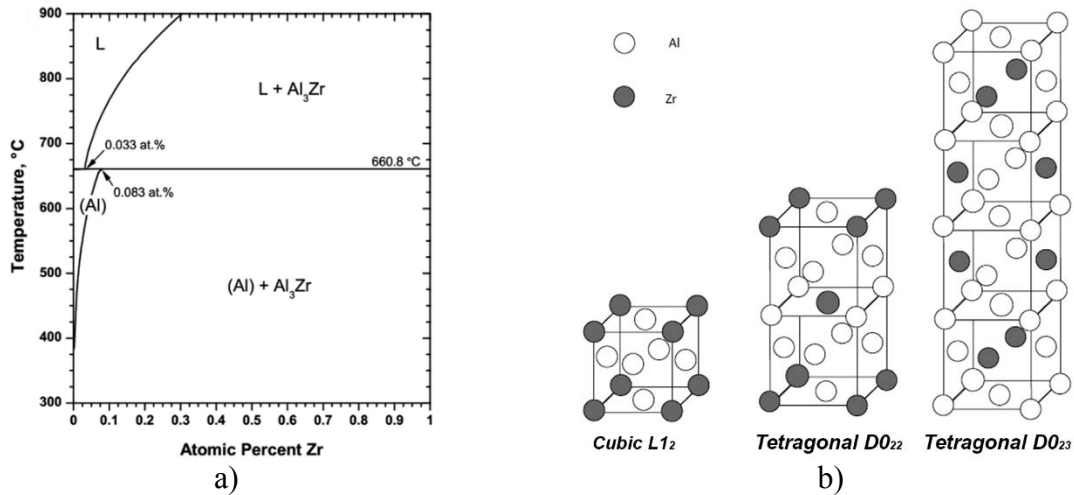 900
800
700
600
500
400
300
Temperature, °C
L
L + Al₃Zr
0.033 at.%
660.8 °C
0.083 at.%
(Al)
(Al) + Al₃Zr
0 0.1 0.2 0.3 0.4 0.5 0.6 0.7 0.8 0.9 1
Atomic Percent Zr
a)
Al
Zr
Cubic L1₂
Tetragonal D0₂₂
Tetragonal D0₂₃
b)